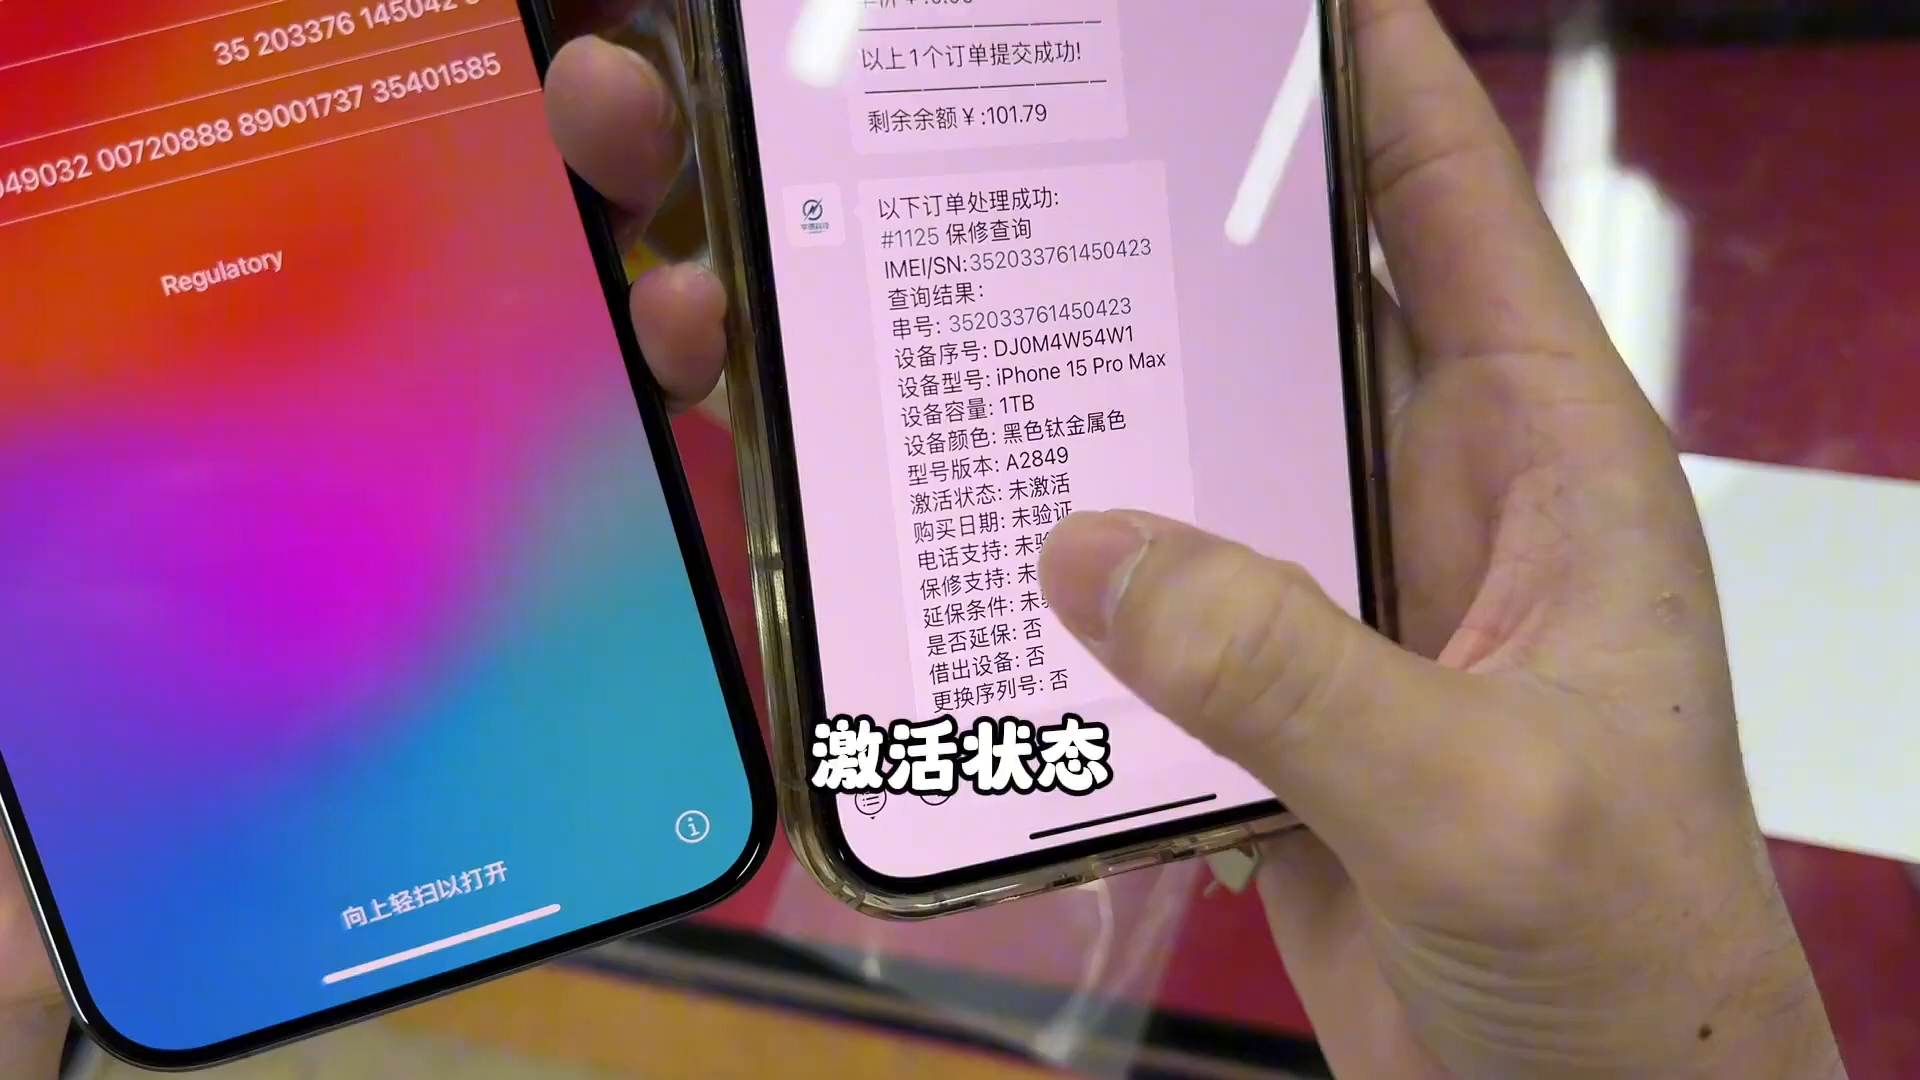 35 203376 145042
049032 00720888 89001737 35401585
Regulatory
向上轻扫以打开
以上1个订单提交成功!
剩余余额￥:101.79
以下订单处理成功:
#1125 保修查询
IMEI/SN:352033761450423
查询结果:
串号: 352033761450423
设备序号: DJ0M4W54W1
设备型号: iPhone 15 Pro Max
设备容量: 1TB
设备颜色: 黑色钛金属色
型号版本: A2849
激活状态: 未激活
购买日期: 未验证
电话支持: 未验
保修支持: 未
延保条件: 未
是否延保: 否
借出设备: 否
更换序列号: 否
激活状态